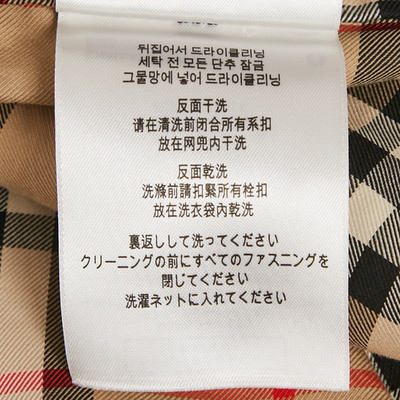 뒤집어서 드라이클리닝
세탁 전 모든 단추 잠금
그물망에 넣어 드라이클리닝
反面干洗
请在清洗前闭合所有系扣
放在网兜内干洗
反面乾洗
洗滌前請扣緊所有栓扣
放在洗衣袋內乾洗
裏返しして洗ってください
クリーニングの前にすべてのファスニングを
閉じてください
洗濯ネットに入れてください